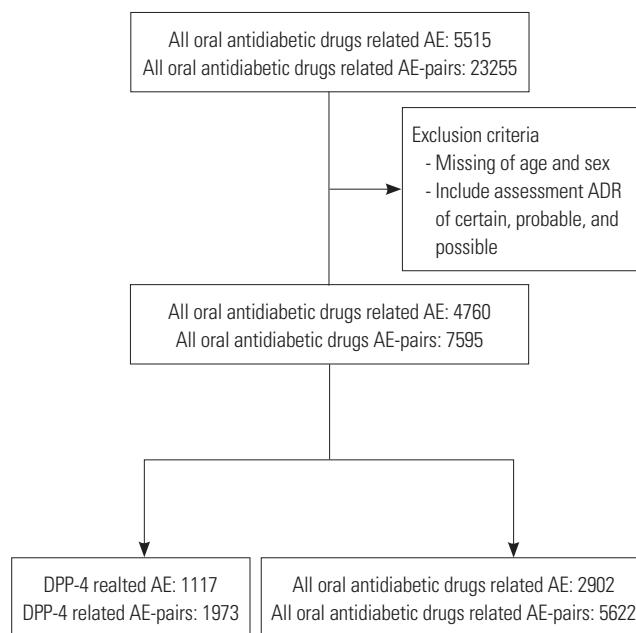 All oral antidiabetic drugs related AE: 5515
All oral antidiabetic drugs related AE-pairs: 23255
Exclusion criteria
- Missing of age and sex
- Include assessment ADR
of certain, probable, and
possible
All oral antidiabetic drugs related AE: 4760
All oral antidiabetic drugs AE-pairs: 7595
DPP-4 realted AE: 1117
DPP-4 related AE-pairs: 1973
All oral antidiabetic drugs related AE: 2902
All oral antidiabetic drugs related AE-pairs: 5622